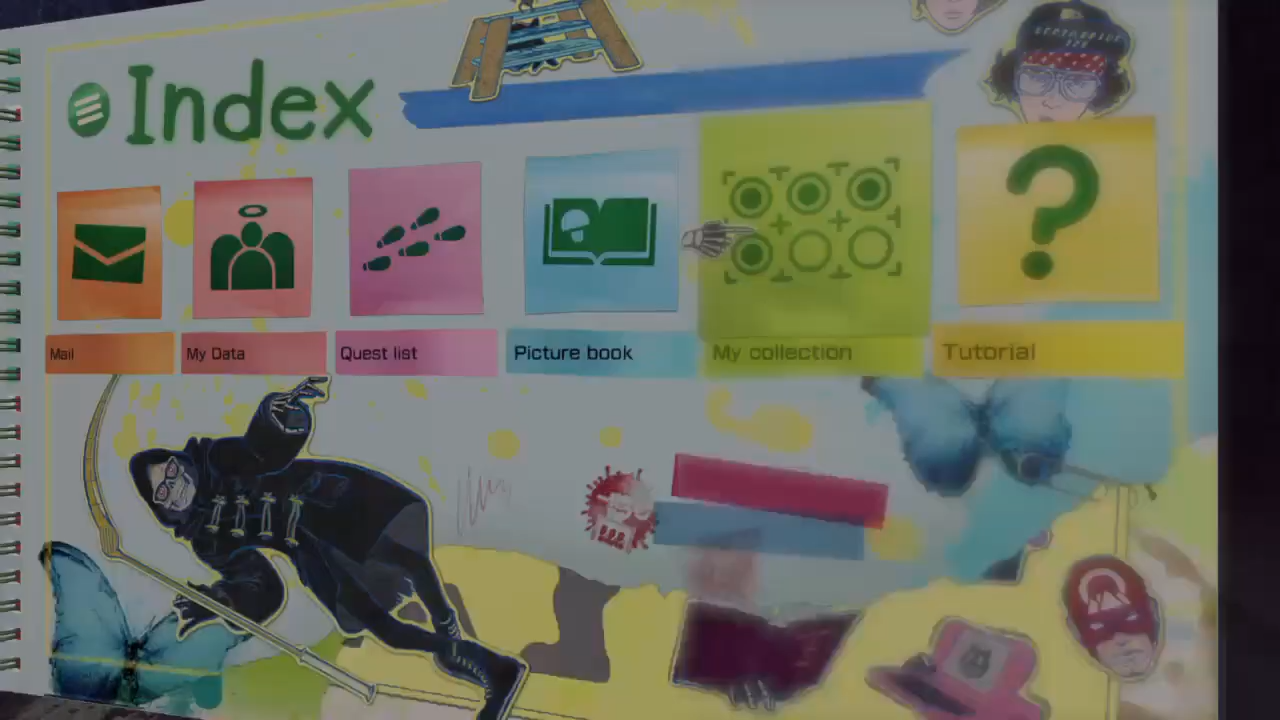 Index
Mail
My Data
Quest list
Picture book
My collection
Tutorial